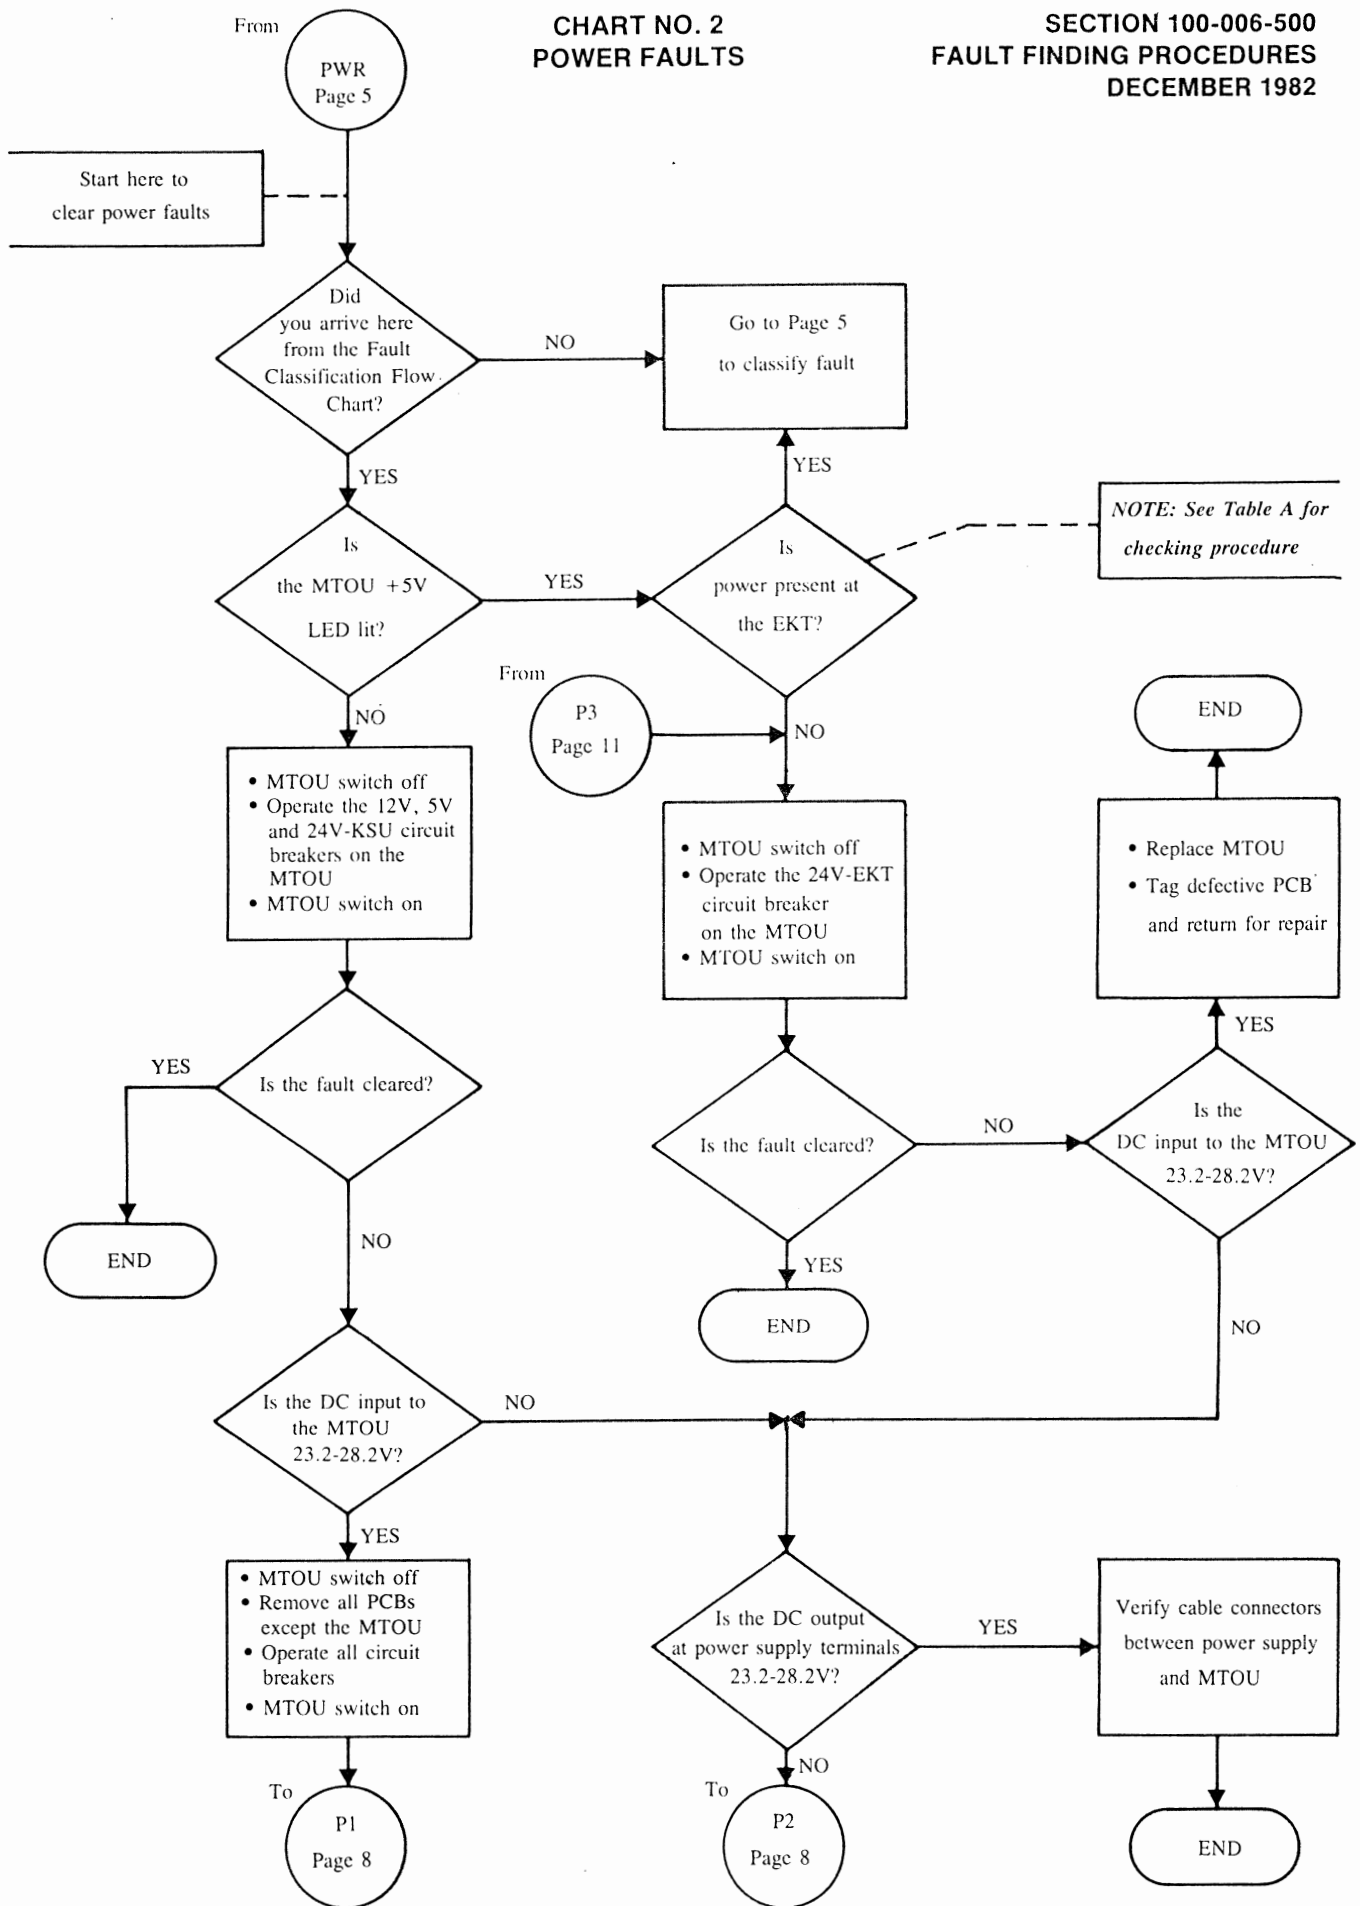 From
PWR
Page 5
CHART NO. 2
POWER FAULTS
SECTION 100-006-500
FAULT FINDING PROCEDURES
DECEMBER 1982
Start here to
clear power faults
Did
you arrive here
from the Fault
Classification Flow
Chart?
NO
Go to Page 5
to classify fault
YES
YES
NOTE: See Table A for
checking procedure
Is
the MTOU +5V
LED lit?
YES
Is
power present at
the EKT?
From
P3
Page 11
NO
NO
END
• MTOU switch off
• Operate the 12V, 5V
and 24V-KSU circuit
breakers on the
MTOU
• MTOU switch on
• MTOU switch off
• Operate the 24V-EKT
circuit breaker
on the MTOU
• MTOU switch on
• Replace MTOU
• Tag defective PCB
and return for repair
YES
YES
Is the fault cleared?
Is the fault cleared?
NO
Is the
DC input to the MTOU
23.2-28.2V?
END
NO
YES
END
NO
Is the DC input to
the MTOU
23.2-28.2V?
NO
YES
• MTOU switch off
• Remove all PCBs
except the MTOU
• Operate all circuit
breakers
• MTOU switch on
Is the DC output
at power supply terminals
23.2-28.2V?
YES
Verify cable connectors
between power supply
and MTOU
NO
To
P1
Page 8
To
P2
Page 8
END